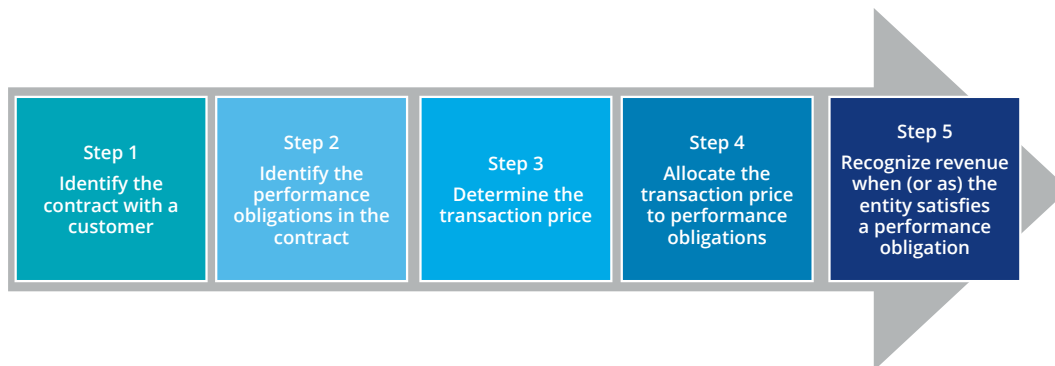 Step 1
Identify the
contract with a
customer
Step 2
Identify the
performance
obligations in the
contract
Step 3
Determine the
transaction price
Step 4
Allocate the
transaction price
to performance
obligations
Step 5
Recognize revenue
when (or as) the
entity satisfies
a performance
obligation